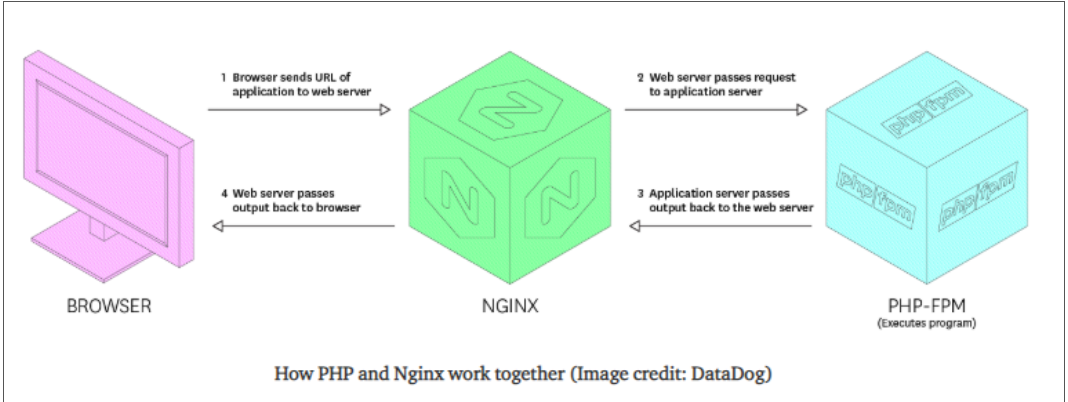 1 Browser sends URL of
application to web server
2 Web server passes request
to application server
php fpm
php fpm
php fpm
4 Web server passes
output back to browser
3 Application server passes
output back to the web server
N
N
N
BROWSER
NGINX
PHP-FPM
(Executes program)
How PHP and Nginx work together (Image credit: DataDog)